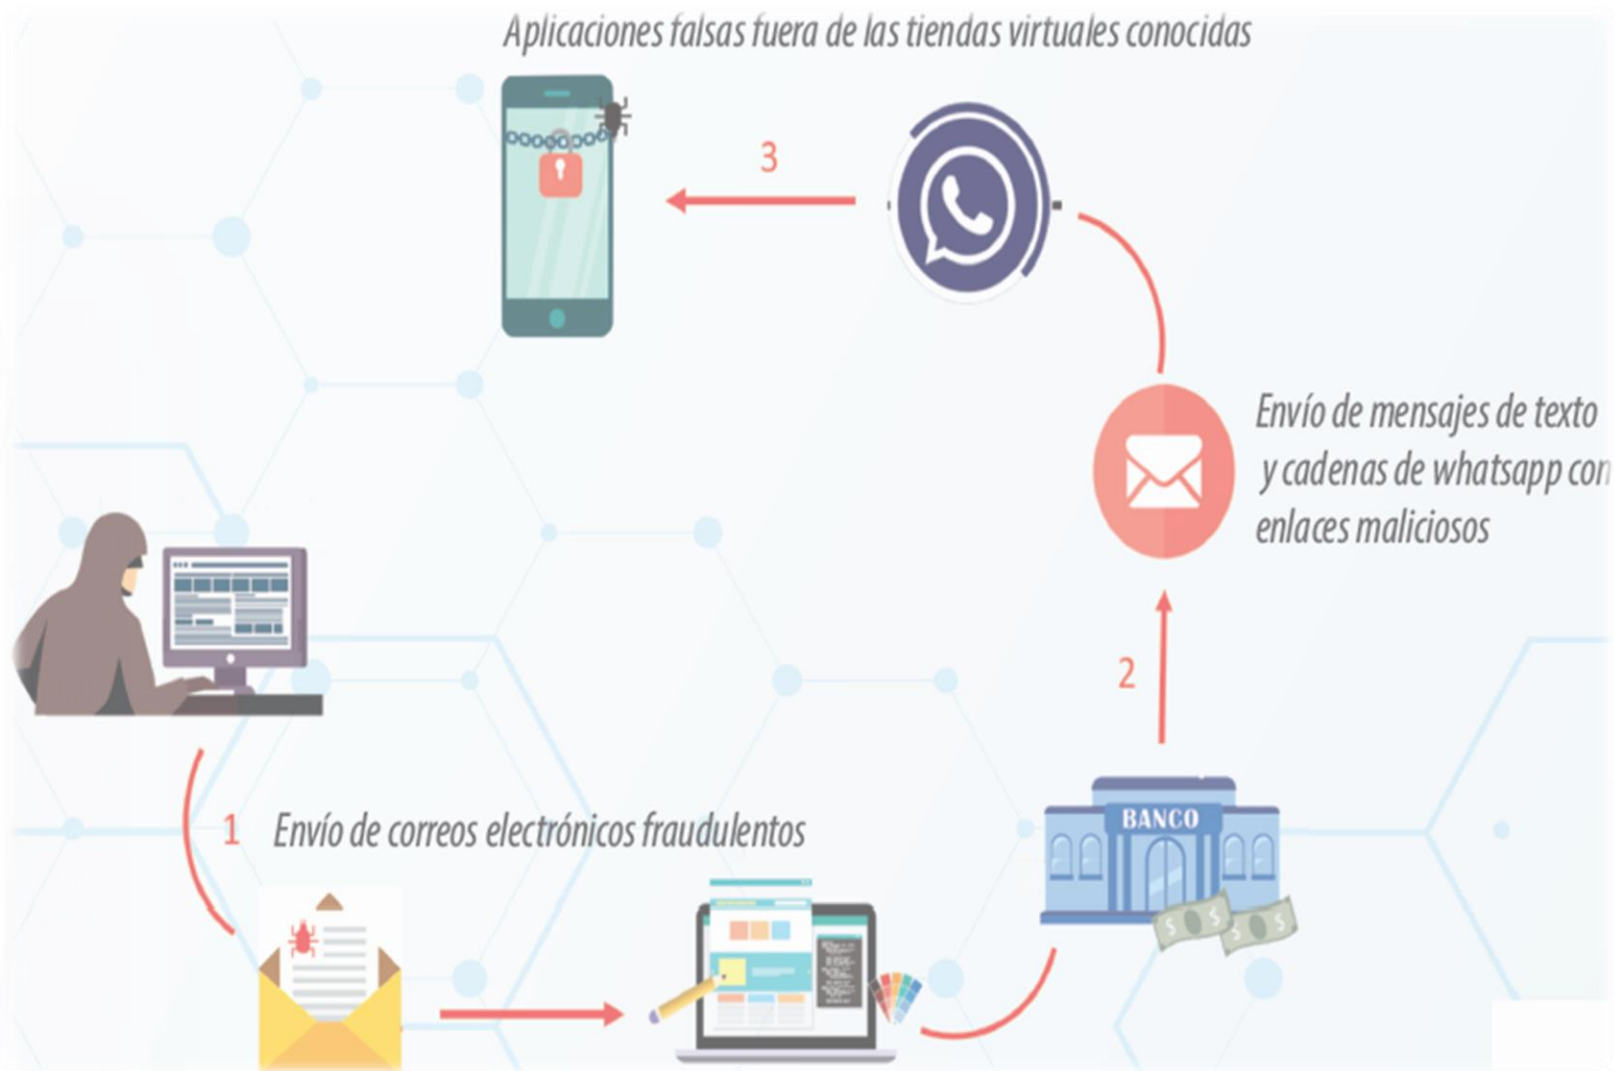 Aplicaciones falsas fuera de las tiendas virtuales conocidas
3
Envío de mensajes de texto
y cadenas de whatsapp con
enlaces maliciosos
2
BANCO
1 Envío de correos electrónicos fraudulentos